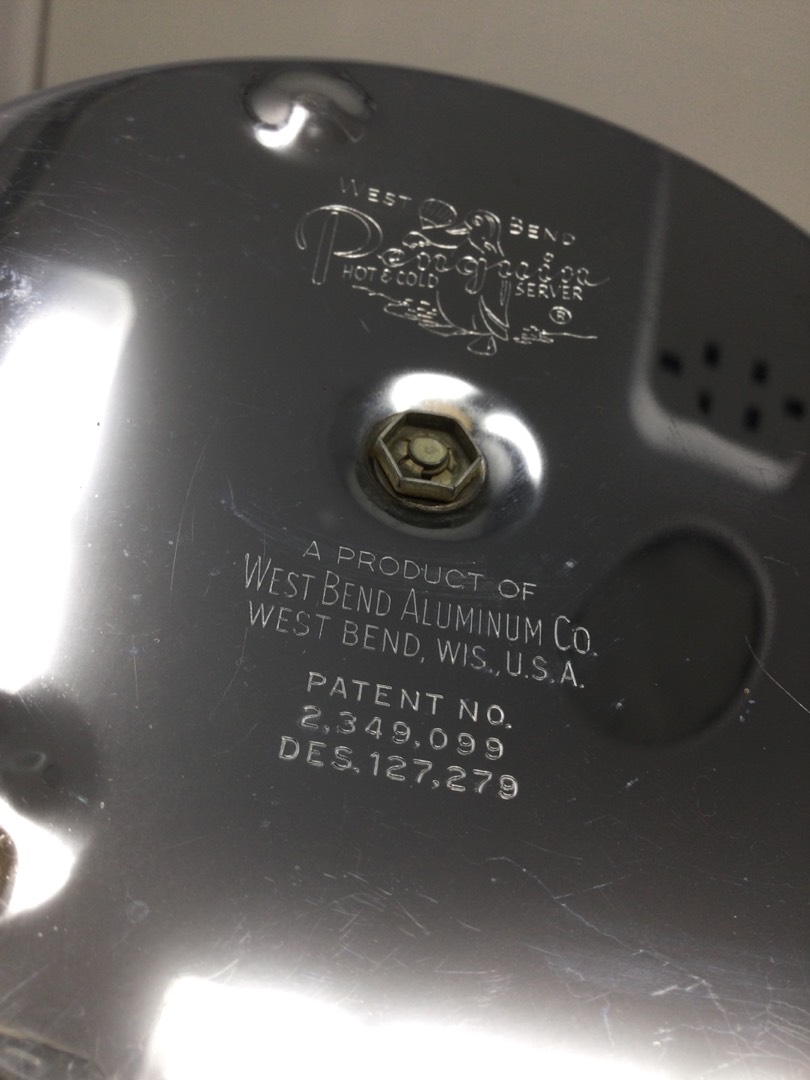 WEST BEND
Penguin
HOT & COLD SERVER
®
A PRODUCT OF
WEST BEND ALUMINUM CO.
WEST BEND, WIS., U.S.A.
PATENT NO.
2,349,099
DES. 127,279